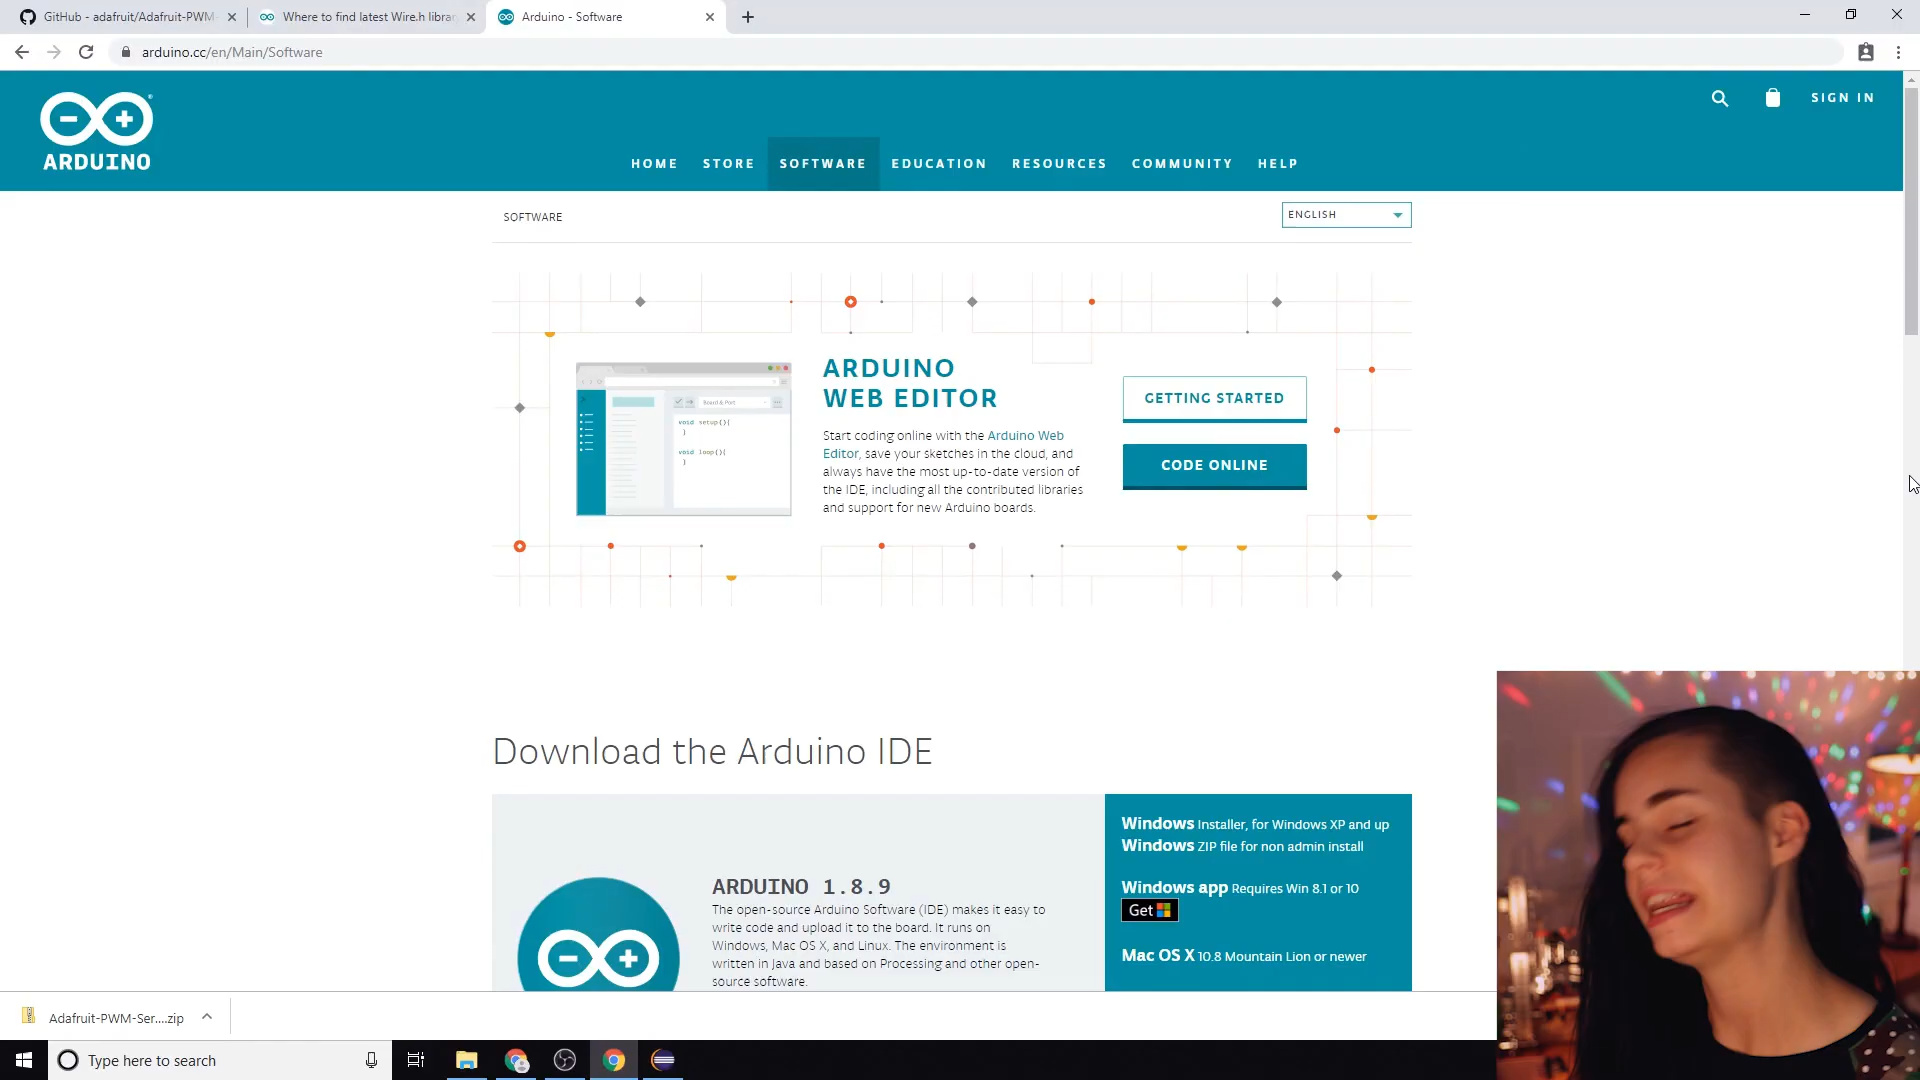 GitHub - adafruit/Adafruit-PWM-
Where to find latest Wire.h librar
Arduino - Software
arduino.cc/en/Main/Software
SIGN IN
ARDUINO
HOME
STORE
SOFTWARE
EDUCATION
RESOURCES
COMMUNITY
HELP
SOFTWARE
ENGLISH
ARDUINO
WEB EDITOR
Board & Port
void setup(){
}
void loop(){
}
Start coding online with the Arduino Web
Editor, save your sketches in the cloud, and
always have the most up-to-date version of
the IDE, including all the contributed libraries
and support for new Arduino boards.
GETTING STARTED
CODE ONLINE
Download the Arduino IDE
ARDUINO 1.8.9
The open-source Arduino Software (IDE) makes it easy to
write code and upload it to the board. It runs on
Windows, Mac OS X, and Linux. The environment is
written in Java and based on Processing and other open-
source software.
Windows Installer, for Windows XP and up
Windows ZIP file for non admin install
Windows app Requires Win 8.1 or 10
Get
Mac OS X 10.8 Mountain Lion or newer
Adafruit-PWM-Ser....zip
Type here to search